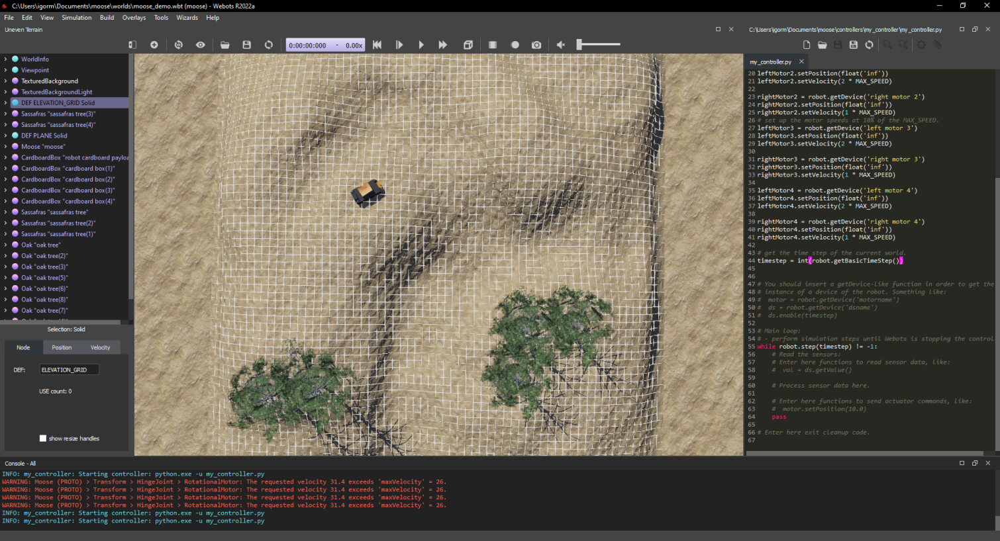 C:\Users\igorm\Documents\moose\worlds\moose_demo.wbt (moose) - Webots R2022a
File Edit View Simulation Build Overlays Tools Wizards Help
Uneven Terrain
0:00:00:000 - 0.00x
WorldInfo
Viewpoint
TexturedBackground
TexturedBackgroundLight
DEF ELEVATION_GRID Solid
Sassafras "sassafras tree(3)"
Sassafras "sassafras tree(4)"
DEF PLANE Solid
Moose "moose"
CardboardBox "robot cardboard payloa
CardboardBox "cardboard box(1)"
CardboardBox "cardboard box(2)"
CardboardBox "cardboard box(3)"
CardboardBox "cardboard box(4)"
Sassafras "sassafras tree"
Sassafras "sassafras tree(2)"
Sassafras "sassafras tree(1)"
Oak "oak tree"
Oak "oak tree(2)"
Oak "oak tree(3)"
Oak "oak tree(5)"
Oak "oak tree(6)"
Oak "oak tree(8)"
Oak "oak tree(7)"
Selection: Solid
Node Position Velocity
DEF: ELEVATION_GRID
USE count: 0
show resize handles
C:\Users\igorm\Documents\moose\controllers\my_controller\my_controller.py
my_controller.py
20 leftMotor2.setPosition(float('inf'))
21 leftMotor2.setVelocity(2 * MAX_SPEED)
22
23 rightMotor2 = robot.getDevice('right motor 2')
24 rightMotor2.setPosition(float('inf'))
25 rightMotor2.setVelocity(1 * MAX_SPEED)
26 # set up the motor speeds at 10% of the MAX_SPEED.
27 leftMotor3 = robot.getDevice('left motor 3')
28 leftMotor3.setPosition(float('inf'))
29 leftMotor3.setVelocity(2 * MAX_SPEED)
30
31 rightMotor3 = robot.getDevice('right motor 3')
32 rightMotor3.setPosition(float('inf'))
33 rightMotor3.setVelocity(1 * MAX_SPEED)
34
35 leftMotor4 = robot.getDevice('left motor 4')
36 leftMotor4.setPosition(float('inf'))
37 leftMotor4.setVelocity(2 * MAX_SPEED)
38
39 rightMotor4 = robot.getDevice('right motor 4')
40 rightMotor4.setPosition(float('inf'))
41 rightMotor4.setVelocity(1 * MAX_SPEED)
42
43 # get the time step of the current world.
44 timestep = int(robot.getBasicTimeStep())
45
46
47 # You should insert a getDevice-like function in order to get the
48 # instance of a device of the robot. Something like:
49 #  motor = robot.getDevice('motorname')
50 #  ds = robot.getDevice('dsname')
51 #  ds.enable(timestep)
52
53 # Main loop:
54 # - perform simulation steps until Webots is stopping the control
55 while robot.step(timestep) != -1:
56     # Read the sensors:
57     # Enter here functions to read sensor data, like:
58     #  val = ds.getValue()
59
60     # Process sensor data here.
61
62     # Enter here functions to send actuator commands, like:
63     #  motor.setPosition(10.0)
64     pass
65
66 # Enter here exit cleanup code.
67
Console - All
INFO: my_controller: Starting controller: python.exe -u my_controller.py
WARNING: Moose (PROTO) > Transform > HingeJoint > RotationalMotor: The requested velocity 31.4 exceeds 'maxVelocity' = 26.
WARNING: Moose (PROTO) > Transform > HingeJoint > RotationalMotor: The requested velocity 31.4 exceeds 'maxVelocity' = 26.
WARNING: Moose (PROTO) > Transform > HingeJoint > RotationalMotor: The requested velocity 31.4 exceeds 'maxVelocity' = 26.
WARNING: Moose (PROTO) > Transform > HingeJoint > RotationalMotor: The requested velocity 31.4 exceeds 'maxVelocity' = 26.
INFO: my_controller: Starting controller: python.exe -u my_controller.py
INFO: my_controller: Starting controller: python.exe -u my_controller.py